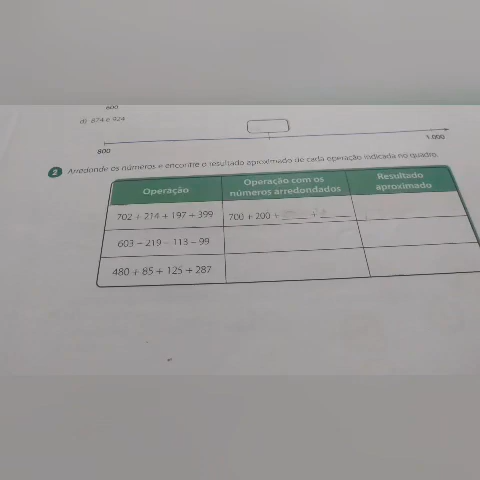 600
d) 874 e 924
800 1.000
2 Arredonde os números e encontre o resultado aproximado de cada operação indicada no quadro.
Operação Operação com os números arredondados Resultado aproximado
702 + 214 + 197 + 399 700 + 200 + ___ + ___
603 - 219 - 113 - 99
480 + 85 + 125 + 287